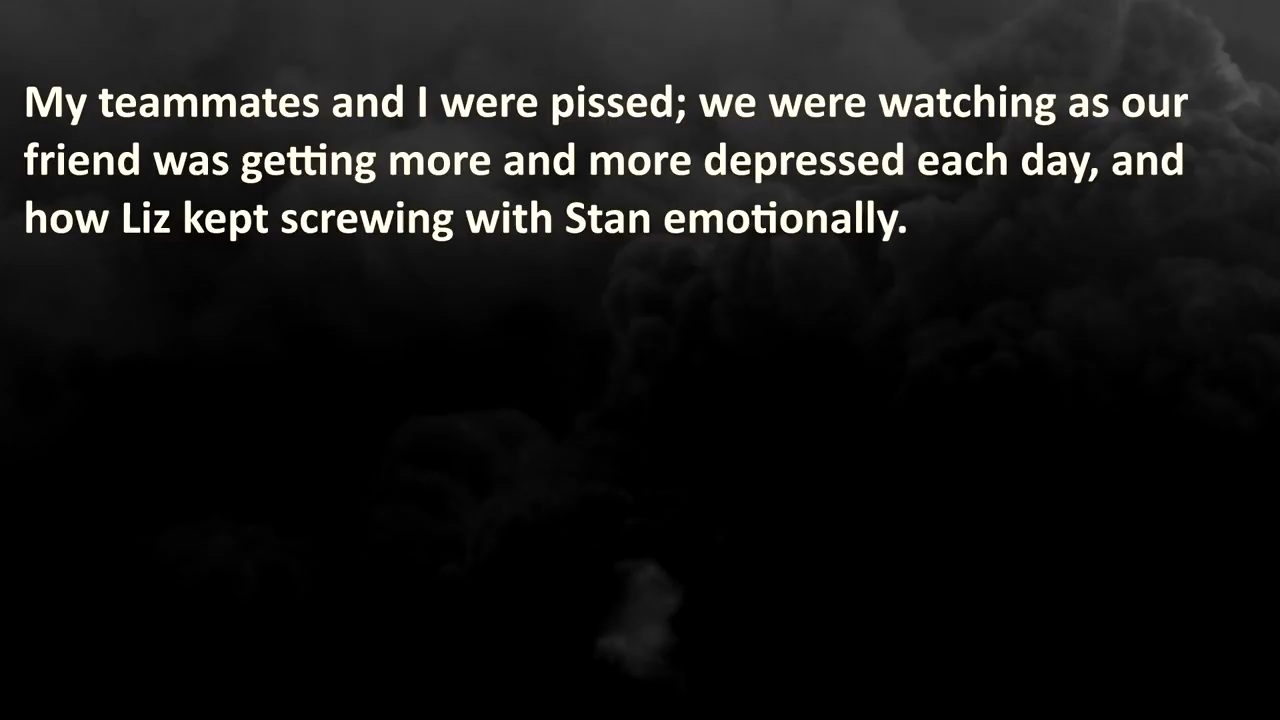 My teammates and I were pissed; we were watching as our
friend was getting more and more depressed each day, and
how Liz kept screwing with Stan emotionally.